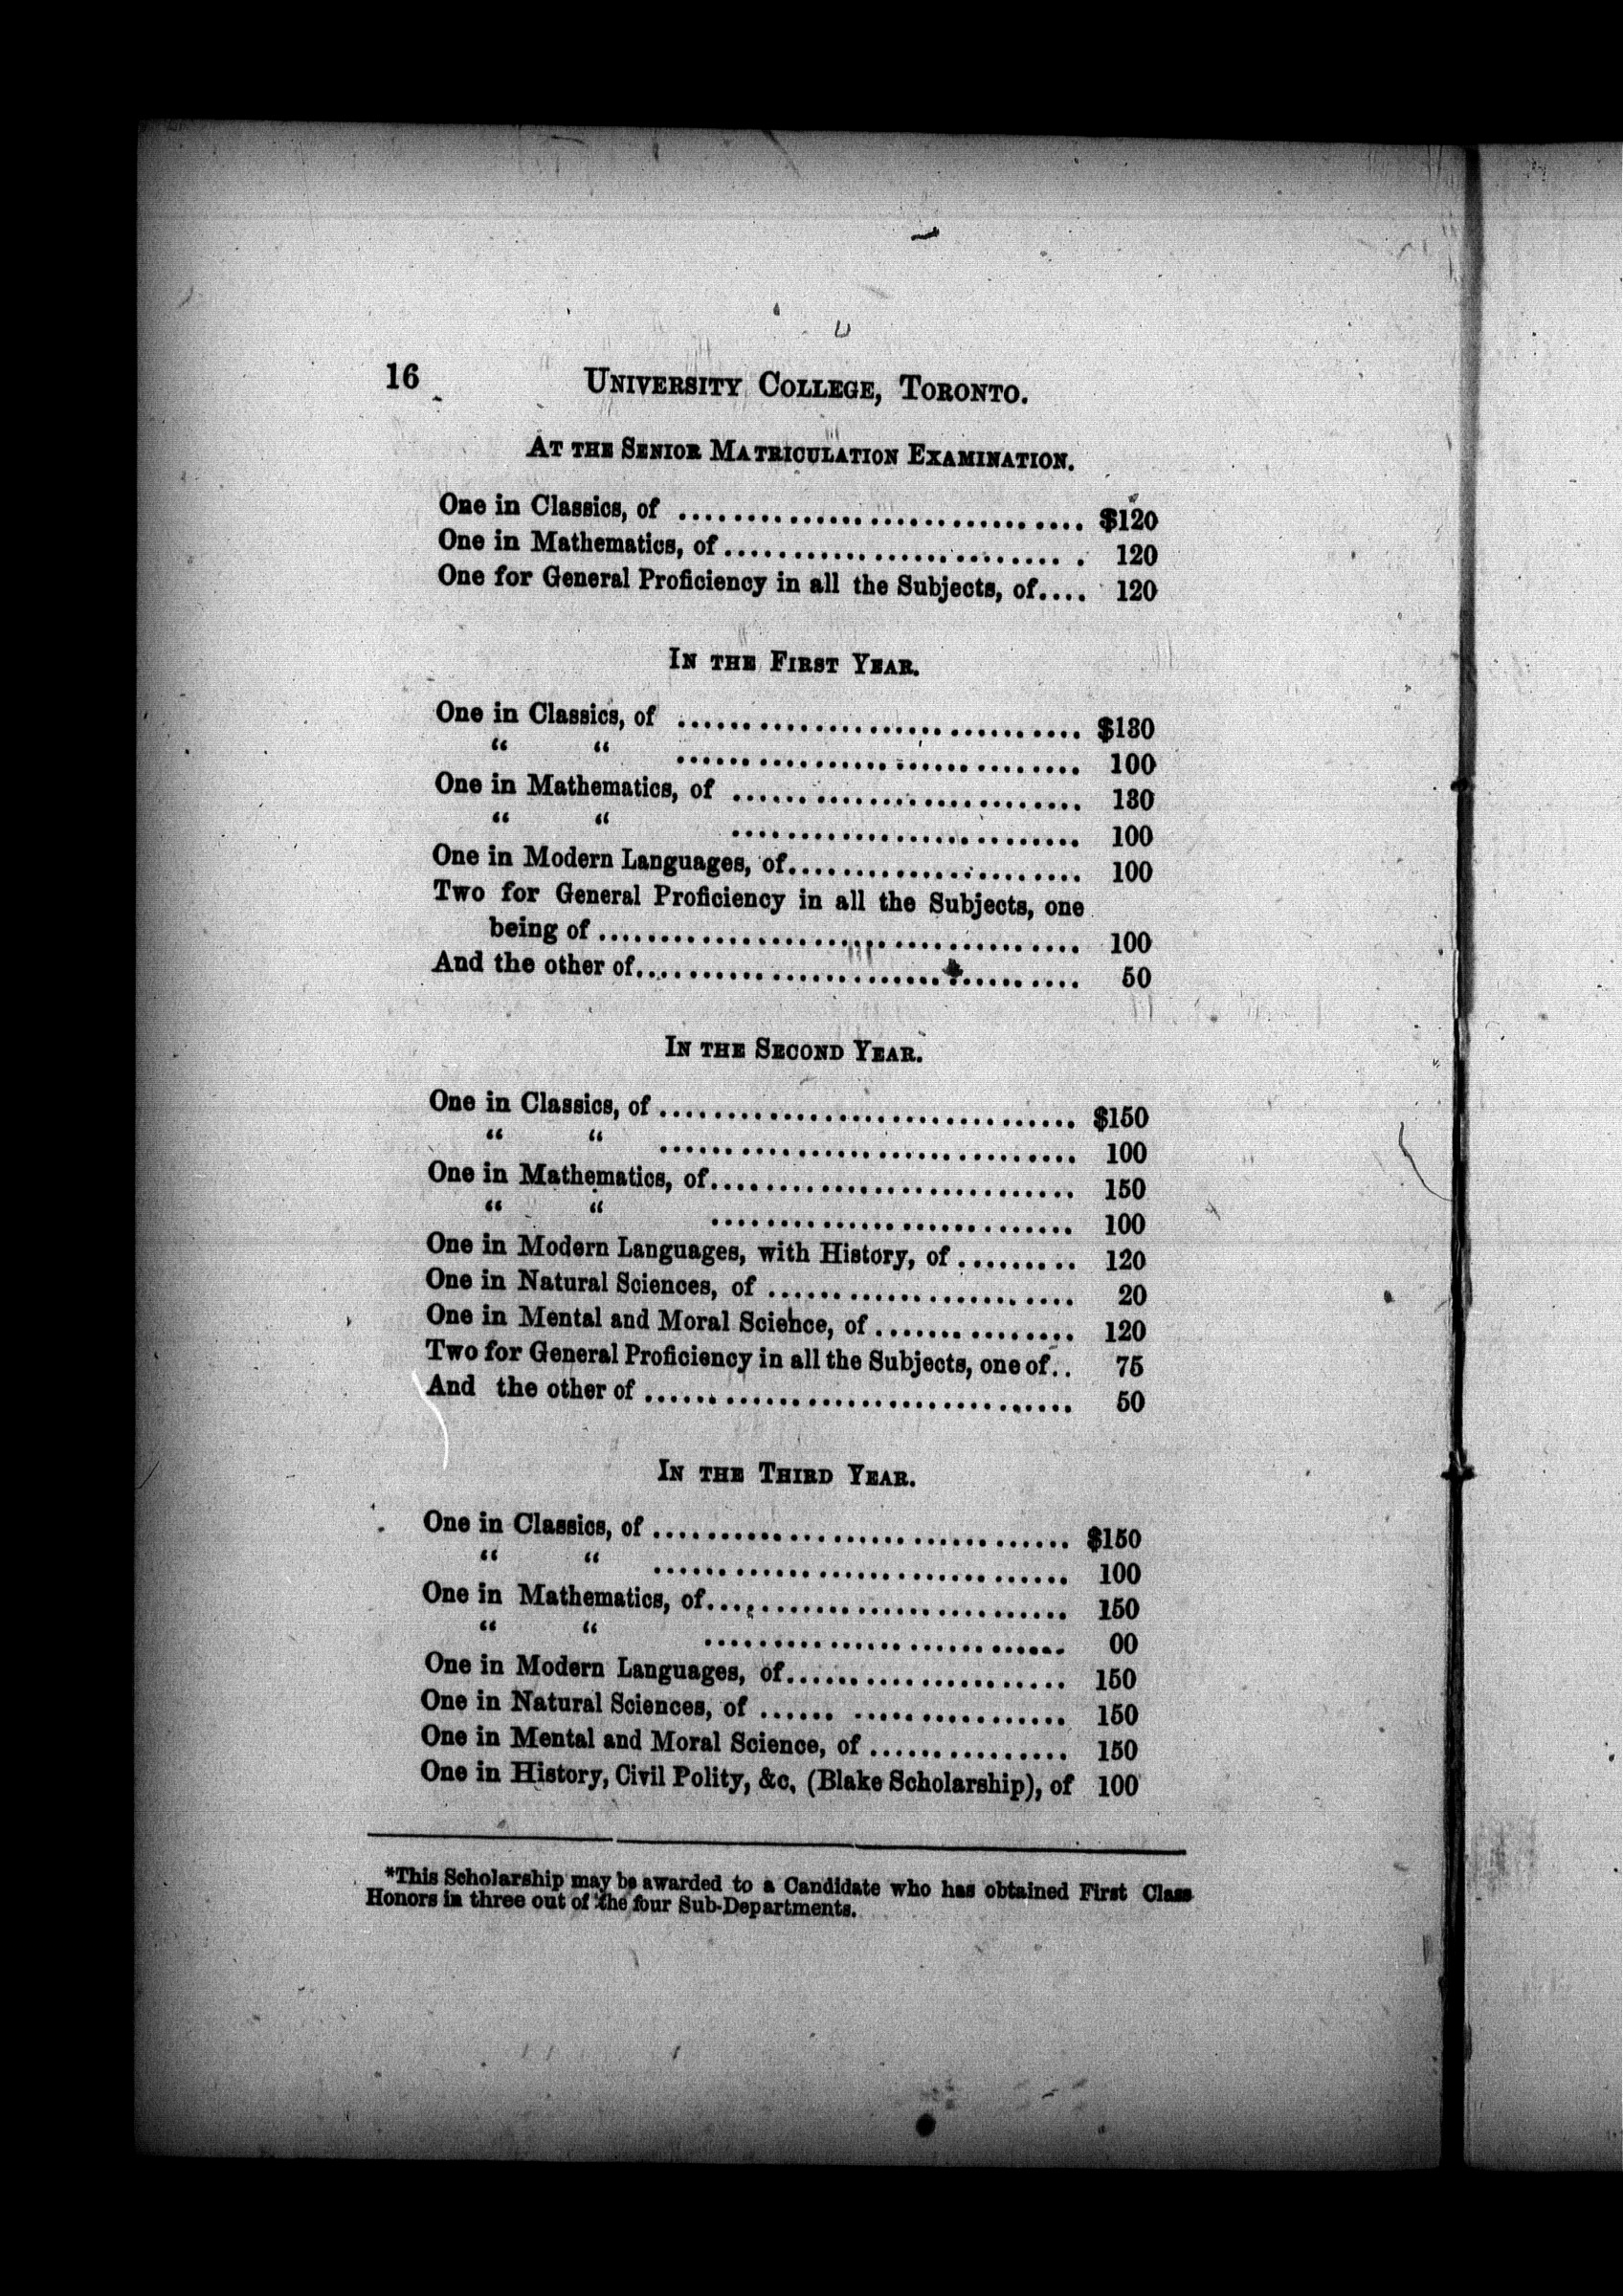 16 UNIVERSITY COLLEGE, TORONTO.
AT THE SENIOR MATRICULATION EXAMINATION.
One in Classics, of .............................. $120
One in Mathematics, of .......................... 120
One for General Proficiency in all the Subjects, of.... 120
IN THE FIRST YEAR.
One in Classics, of .............................. $130
“ “ .............................. 100
One in Mathematics, of .......................... 130
“ “ .......................... 100
One in Modern Languages, of...................... 100
Two for General Proficiency in all the Subjects, one
being of .................................... 100
And the other of................................. 50
IN THE SECOND YEAR.
One in Classics, of ............................... $150
“ “ ............................... 100
One in Mathematics, of........................... 150
“ “ ........................... 100
One in Modern Languages, with History, of ......... 120
One in Natural Sciences, of ....................... 20
One in Mental and Moral Science, of ............... 120
Two for General Proficiency in all the Subjects, one of.. 75
And the other of ................................ 50
IN THE THIRD YEAR.
One in Classics, of ............................... $150
“ “ ............................... 100
One in Mathematics, of........................... 150
“ “ ........................... 00
One in Modern Languages, of..................... 150
One in Natural Sciences, of ...... ................ 150
One in Mental and Moral Science, of ............... 150
One in History, Civil Polity, &c, (Blake Scholarship), of 100
*This Scholarship may be awarded to a Candidate who has obtained First Class
Honors in three out of the four Sub-Departments.